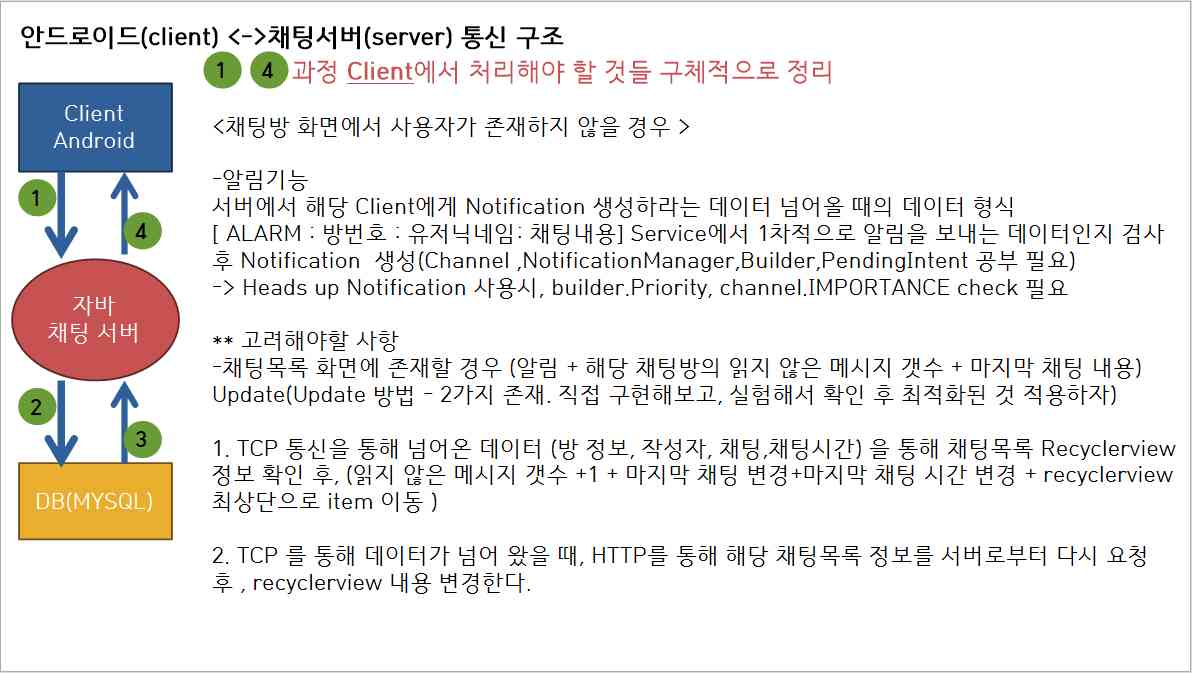 안드로이드(client) <->채팅서버(server) 통신 구조
1 4 과정 Client에서 처리해야 할 것들 구체적으로 정리
Client
Android
1
4
자바
채팅 서버
2
3
DB(MYSQL)
<채팅방 화면에서 사용자가 존재하지 않을 경우 >
-알림기능
서버에서 해당 Client에게 Notification 생성하라는 데이터 넘어올 때의 데이터 형식
[ ALARM : 방번호 : 유저닉네임: 채팅내용] Service에서 1차적으로 알림을 보내는 데이터인지 검사
후 Notification 생성(Channel ,NotificationManager,Builder,PendingIntent 공부 필요)
-> Heads up Notification 사용시, builder.Priority, channel.IMPORTANCE check 필요
** 고려해야할 사항
-채팅목록 화면에 존재할 경우 (알림 + 해당 채팅방의 읽지 않은 메시지 갯수 + 마지막 채팅 내용)
Update(Update 방법 - 2가지 존재. 직접 구현해보고, 실험해서 확인 후 최적화된 것 적용하자)
1. TCP 통신을 통해 넘어온 데이터 (방 정보, 작성자, 채팅,채팅시간) 을 통해 채팅목록 Recyclerview
정보 확인 후, (읽지 않은 메시지 갯수 +1 + 마지막 채팅 변경+마지막 채팅 시간 변경 + recyclerview
최상단으로 item 이동 )
2. TCP 를 통해 데이터가 넘어 왔을 때, HTTP를 통해 해당 채팅목록 정보를 서버로부터 다시 요청
후 , recyclerview 내용 변경한다.